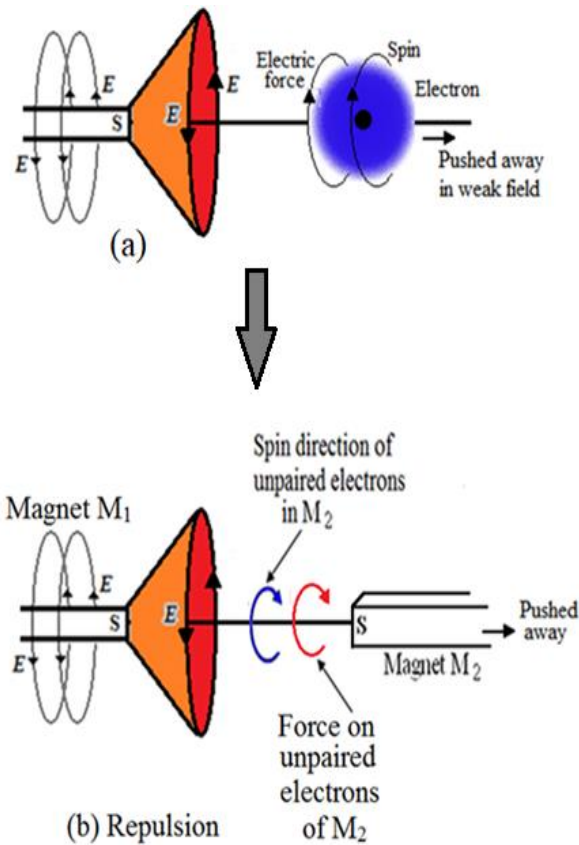 E
E
S
E
E
Electric
force
Spin
Electron
Pushed away
in weak field
(a)
Spin direction of
unpaired electrons
in M₂
Magnet M₁
E
E
S
E
S
Magnet M₂
Pushed
away
Force on
unpaired
electrons
of M₂
(b) Repulsion